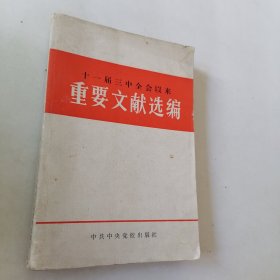 十一届三中全会以来
重要文献选编
中共中央党校出版社